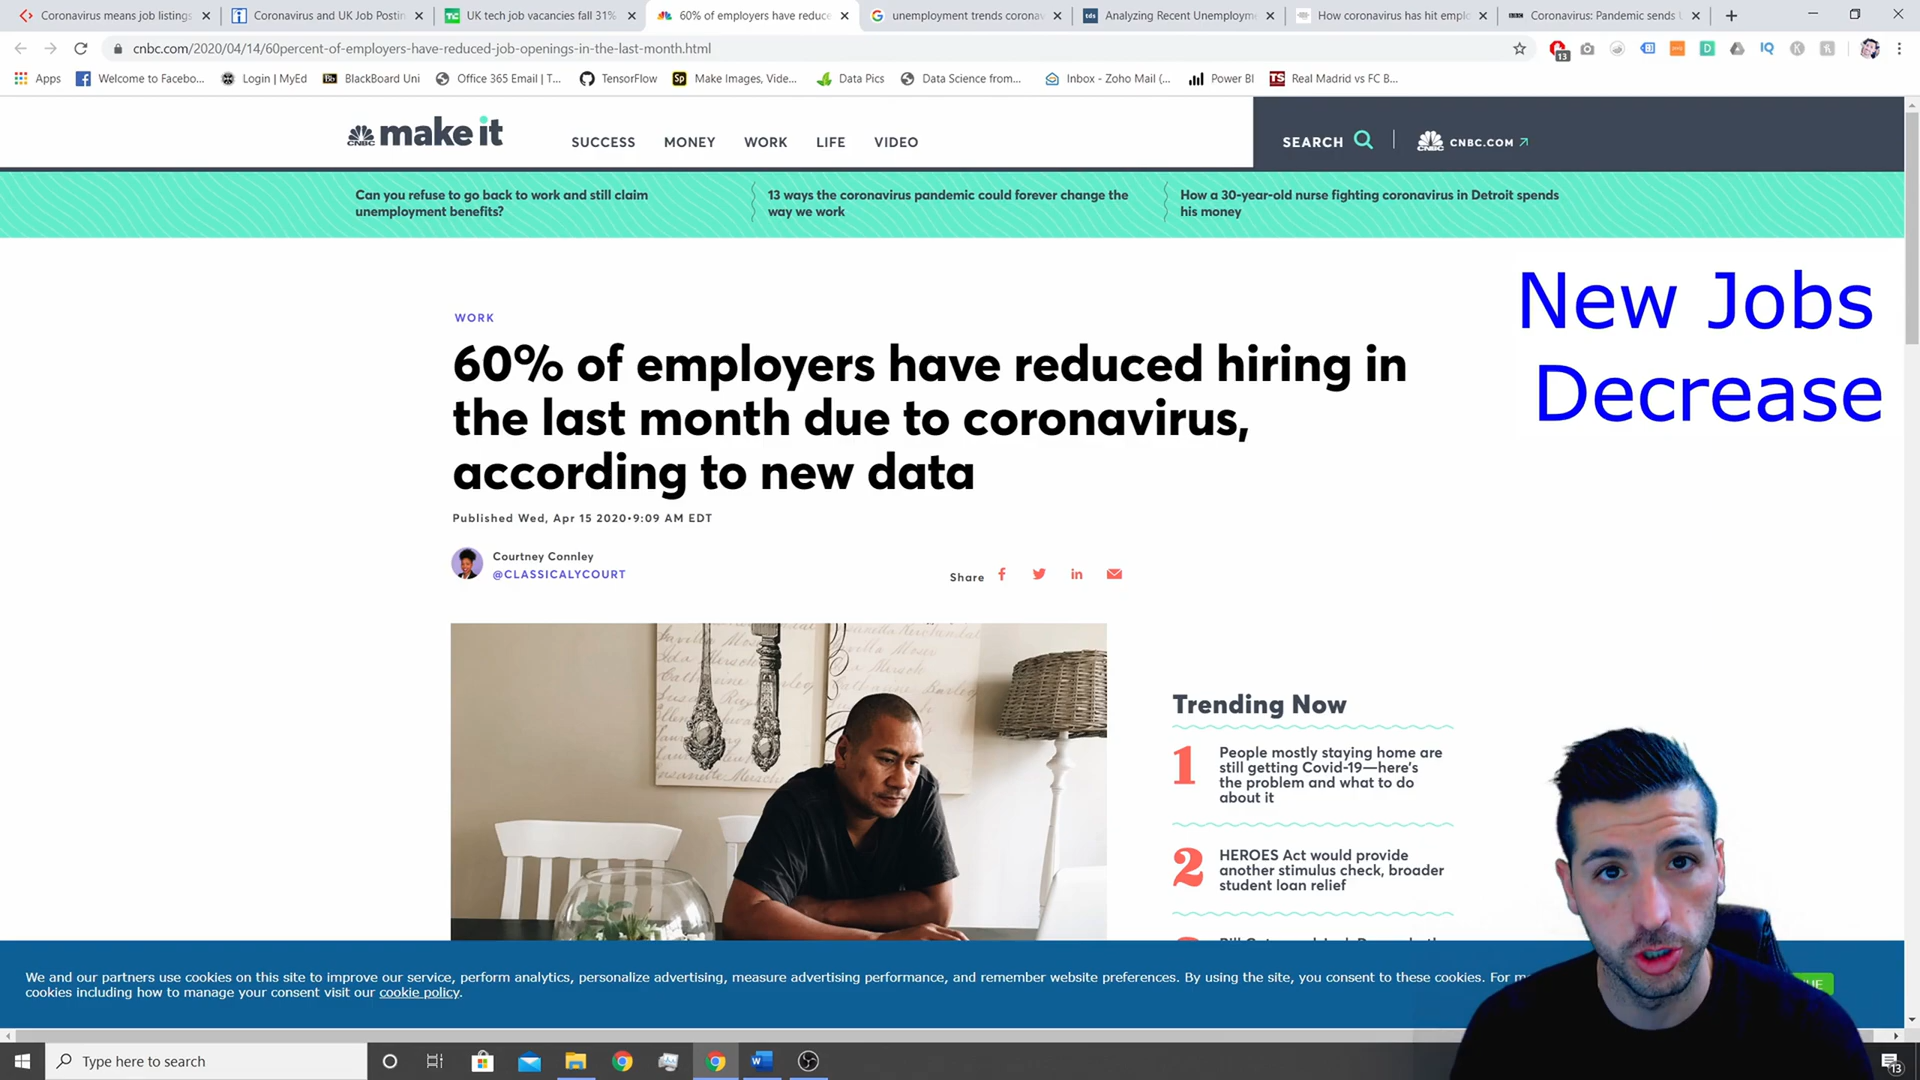 Coronavirus means job listings
Coronavirus and UK Job Postin
UK tech job vacancies fall 31%
60% of employers have reduce
unemployment trends coronav
Analyzing Recent Unemploym
How coronavirus has hit emplo
Coronavirus: Pandemic sends U
cnbc.com/2020/04/14/60percent-of-employers-have-reduced-job-openings-in-the-last-month.html
Apps
Welcome to Facebo...
Login | MyEd
BlackBoard Uni
Office 365 Email | T...
TensorFlow
Make Images, Vide...
Data Pics
Data Science from...
Inbox - Zoho Mail (...
Power BI
Real Madrid vs FC B...
CNBC make it
SUCCESS MONEY WORK LIFE VIDEO
SEARCH
CNBC.COM
Can you refuse to go back to work and still claim
unemployment benefits?
13 ways the coronavirus pandemic could forever change the
way we work
How a 30-year-old nurse fighting coronavirus in Detroit spends
his money
New Jobs
Decrease
WORK
60% of employers have reduced hiring in
the last month due to coronavirus,
according to new data
Published Wed, Apr 15 2020•9:09 AM EDT
Courtney Connley
@CLASSICALYCOURT
Share
Trending Now
1 People mostly staying home are
still getting Covid-19—here's
the problem and what to do
about it
2 HEROES Act would provide
another stimulus check, broader
student loan relief
We and our partners use cookies on this site to improve our service, perform analytics, personalize advertising, measure advertising performance, and remember website preferences. By using the site, you consent to these cookies. For
cookies including how to manage your consent visit our cookie policy.
Type here to search
13